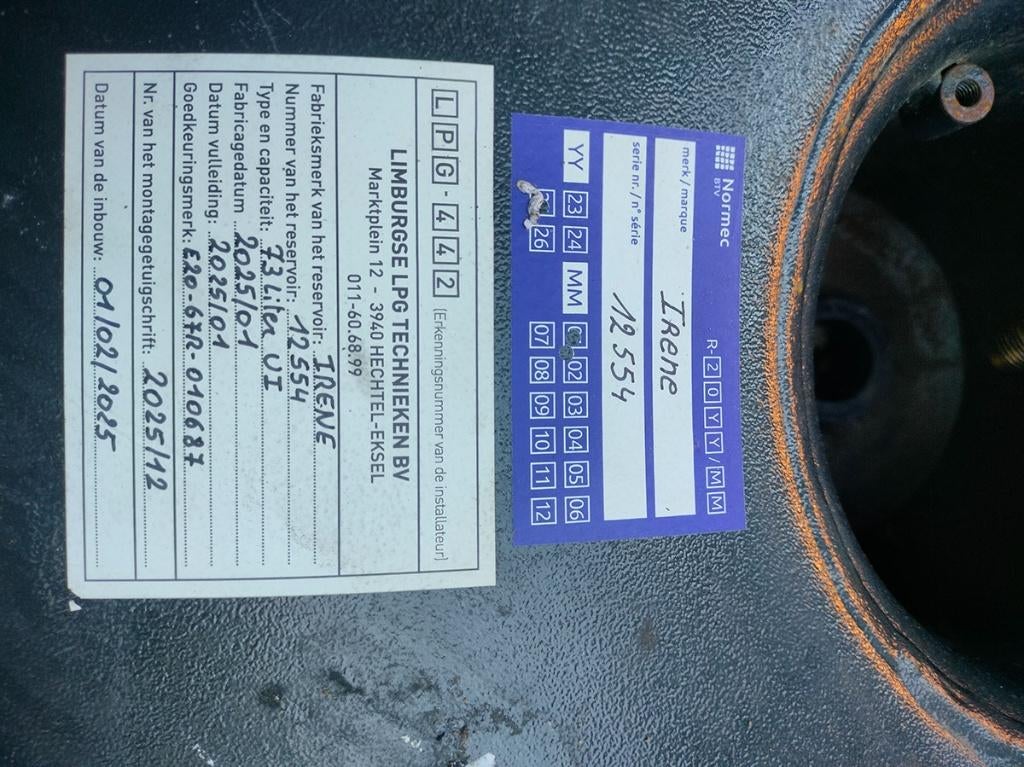 LPG-442 (Erkenningsnummer van de installateur)
LIMBURGSE LPG TECHNIEKEN BV
Marktplein 12 - 3940 HECHTEL-EKSEL
011-60.68.99
Fabrieksmerk van het reservoir: IRENE
Nummer van het reservoir: 12554
Type en capaciteit: 73 Liter UI
Fabricagedatum 2025/01
Datum vulleiding: 2025/01
Goedkeuringsmerk: E20-67R-010687
Nr. van het montagegetuigschrift: 2025/12
Datum van de inbouw: 01/02/2025
Normec
BTV
R-20YY/MM
merk/marque
Irene
serie nr./n° série
12554
YY 23 24 MM 02 03 04 05 06
26 07 08 09 10 11 12